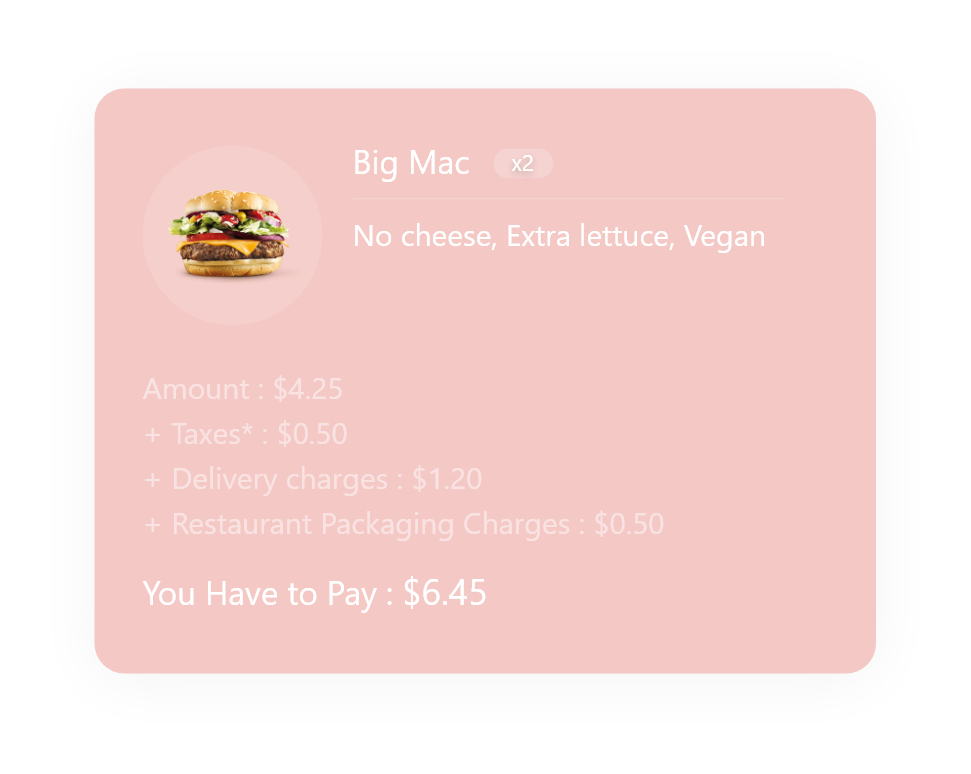 Big Mac x2
No cheese, Extra lettuce, Vegan
Amount : $4.25
+ Taxes* : $0.50
+ Delivery charges : $1.20
+ Restaurant Packaging Charges : $0.50
You Have to Pay : $6.45